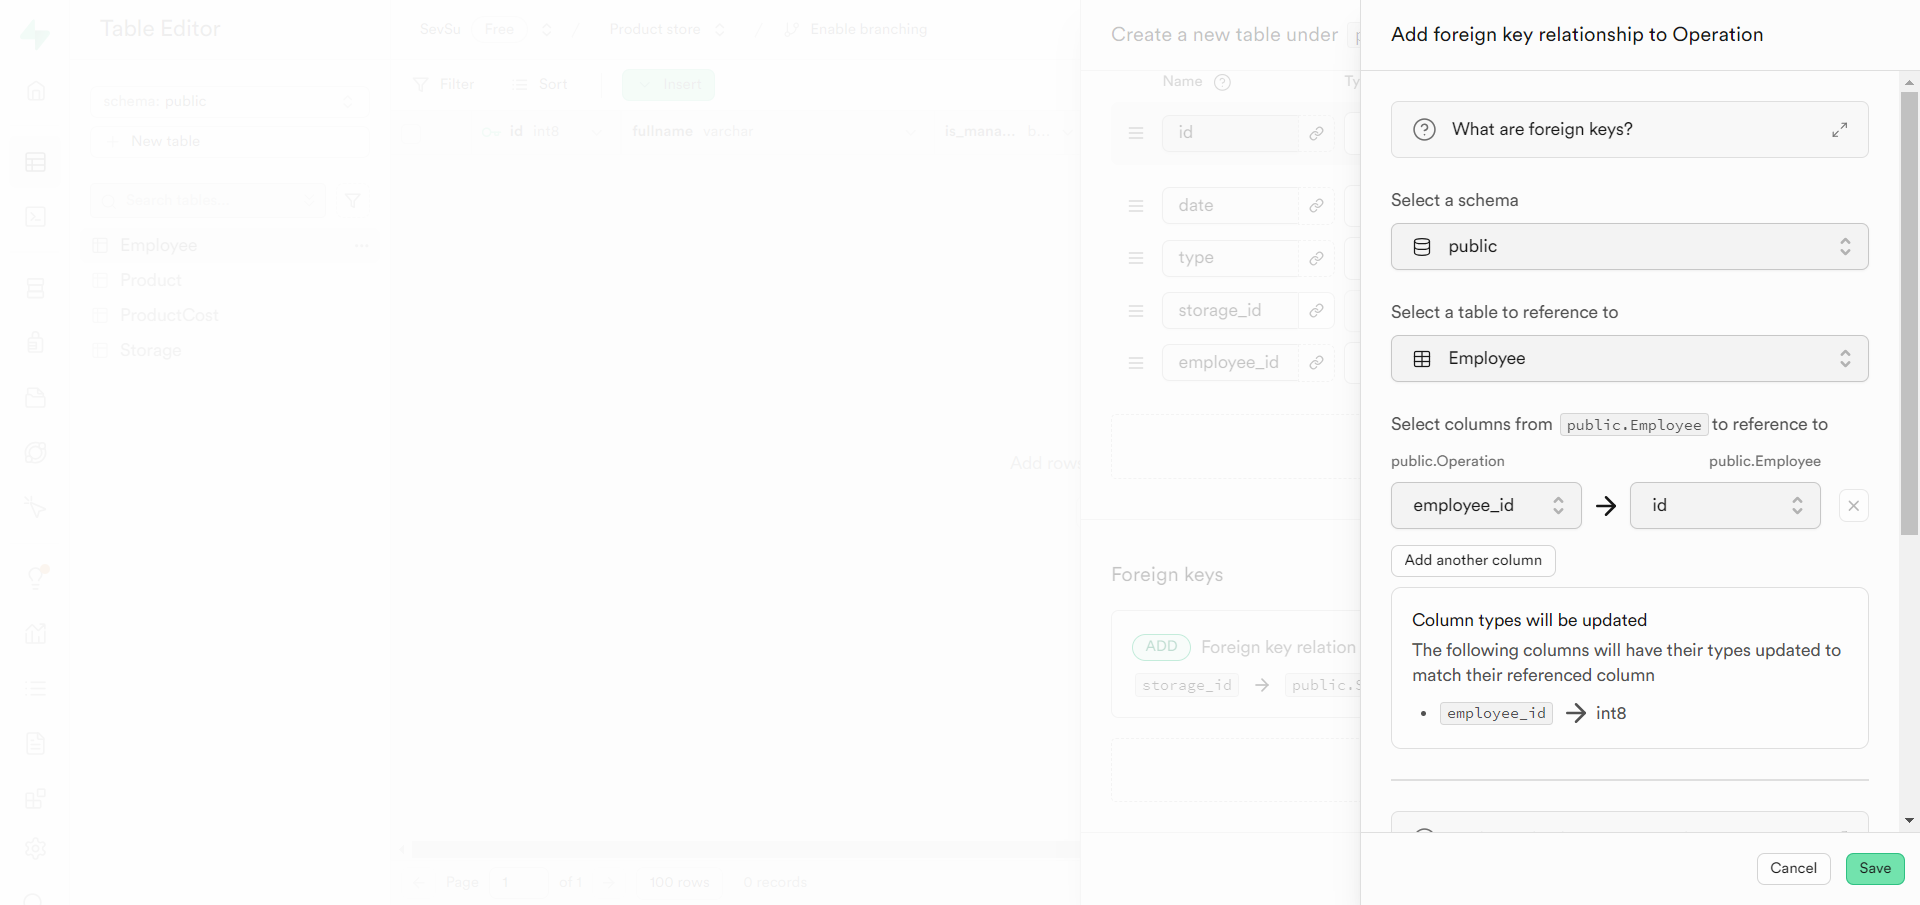 Table Editor
SevSu Free / Product store / Enable branching
schema: public
New table
Search tables...
Employee
Product
ProductCost
Storage
Filter Sort Insert
id int8 fullname varchar is_mana... b...
Add rows
Page 1 of 1 100 rows 0 records
Create a new table under p
Name Ty
id
date
type
storage_id
employee_id
Foreign keys
ADD Foreign key relation
storage_id → public.S
Add foreign key relationship to Operation
What are foreign keys?
Select a schema
public
Select a table to reference to
Employee
Select columns from public.Employee to reference to
public.Operation public.Employee
employee_id → id
Add another column
Column types will be updated
The following columns will have their types updated to
match their referenced column
• employee_id → int8
Cancel Save